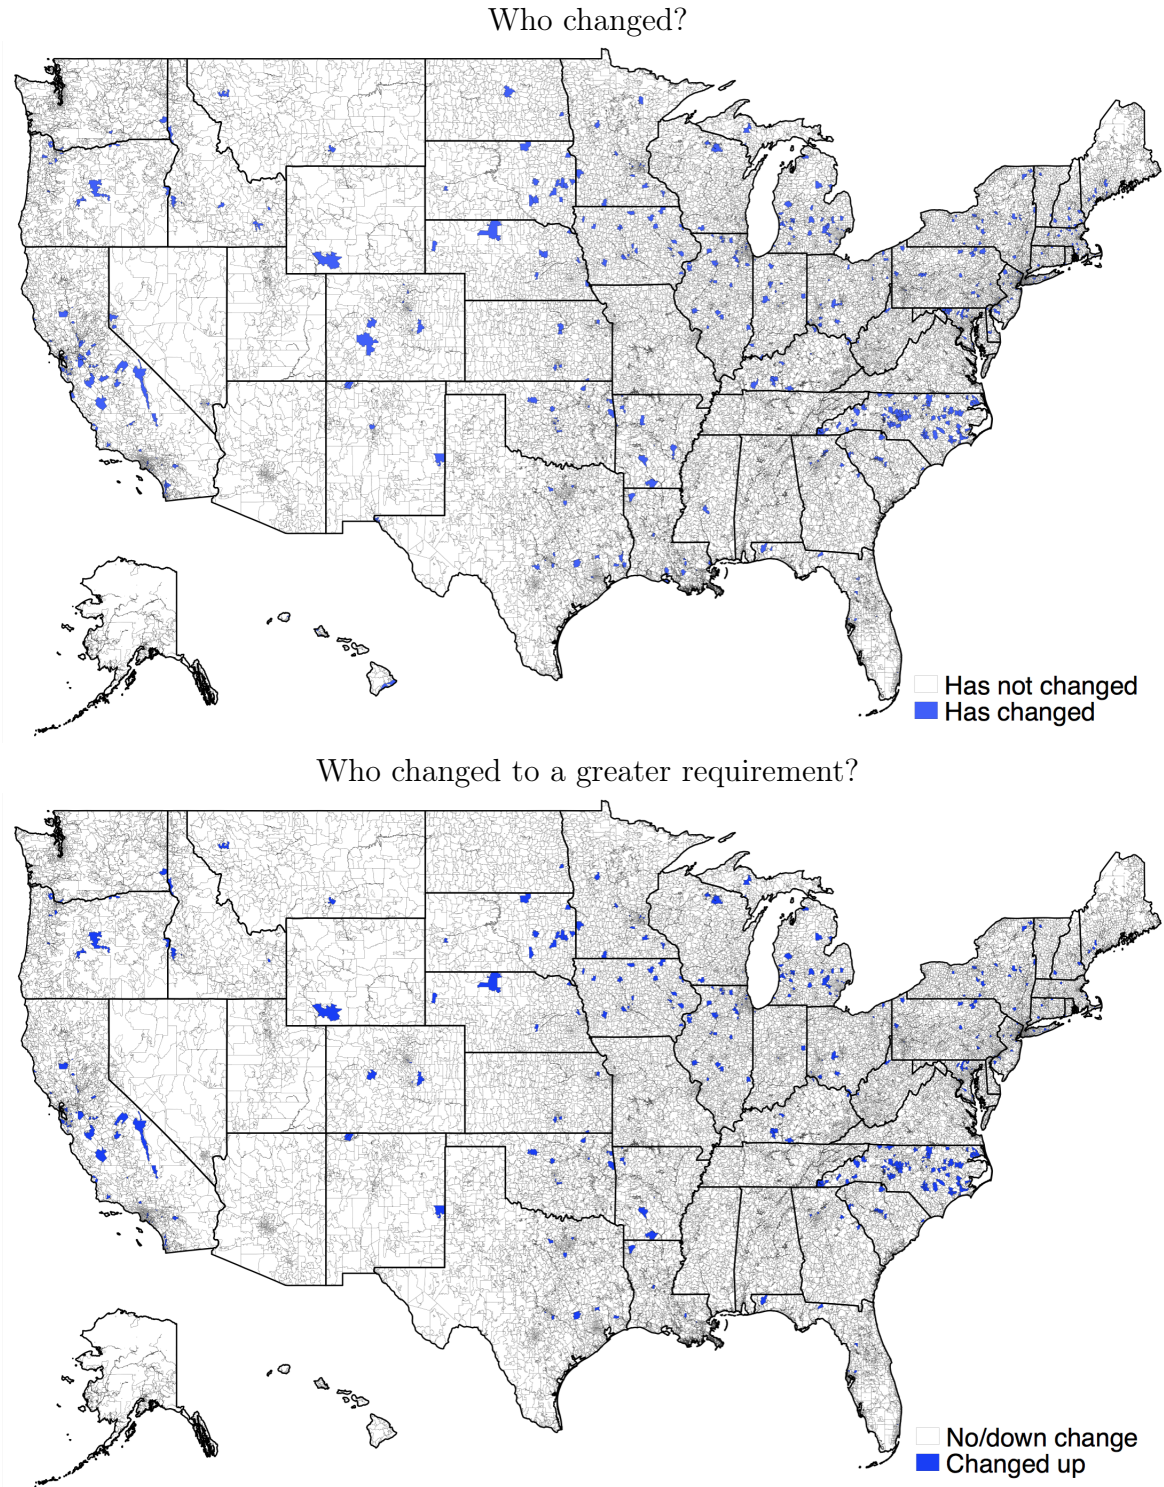 Who changed?
Has not changed
Has changed
Who changed to a greater requirement?
No/down change
Changed up